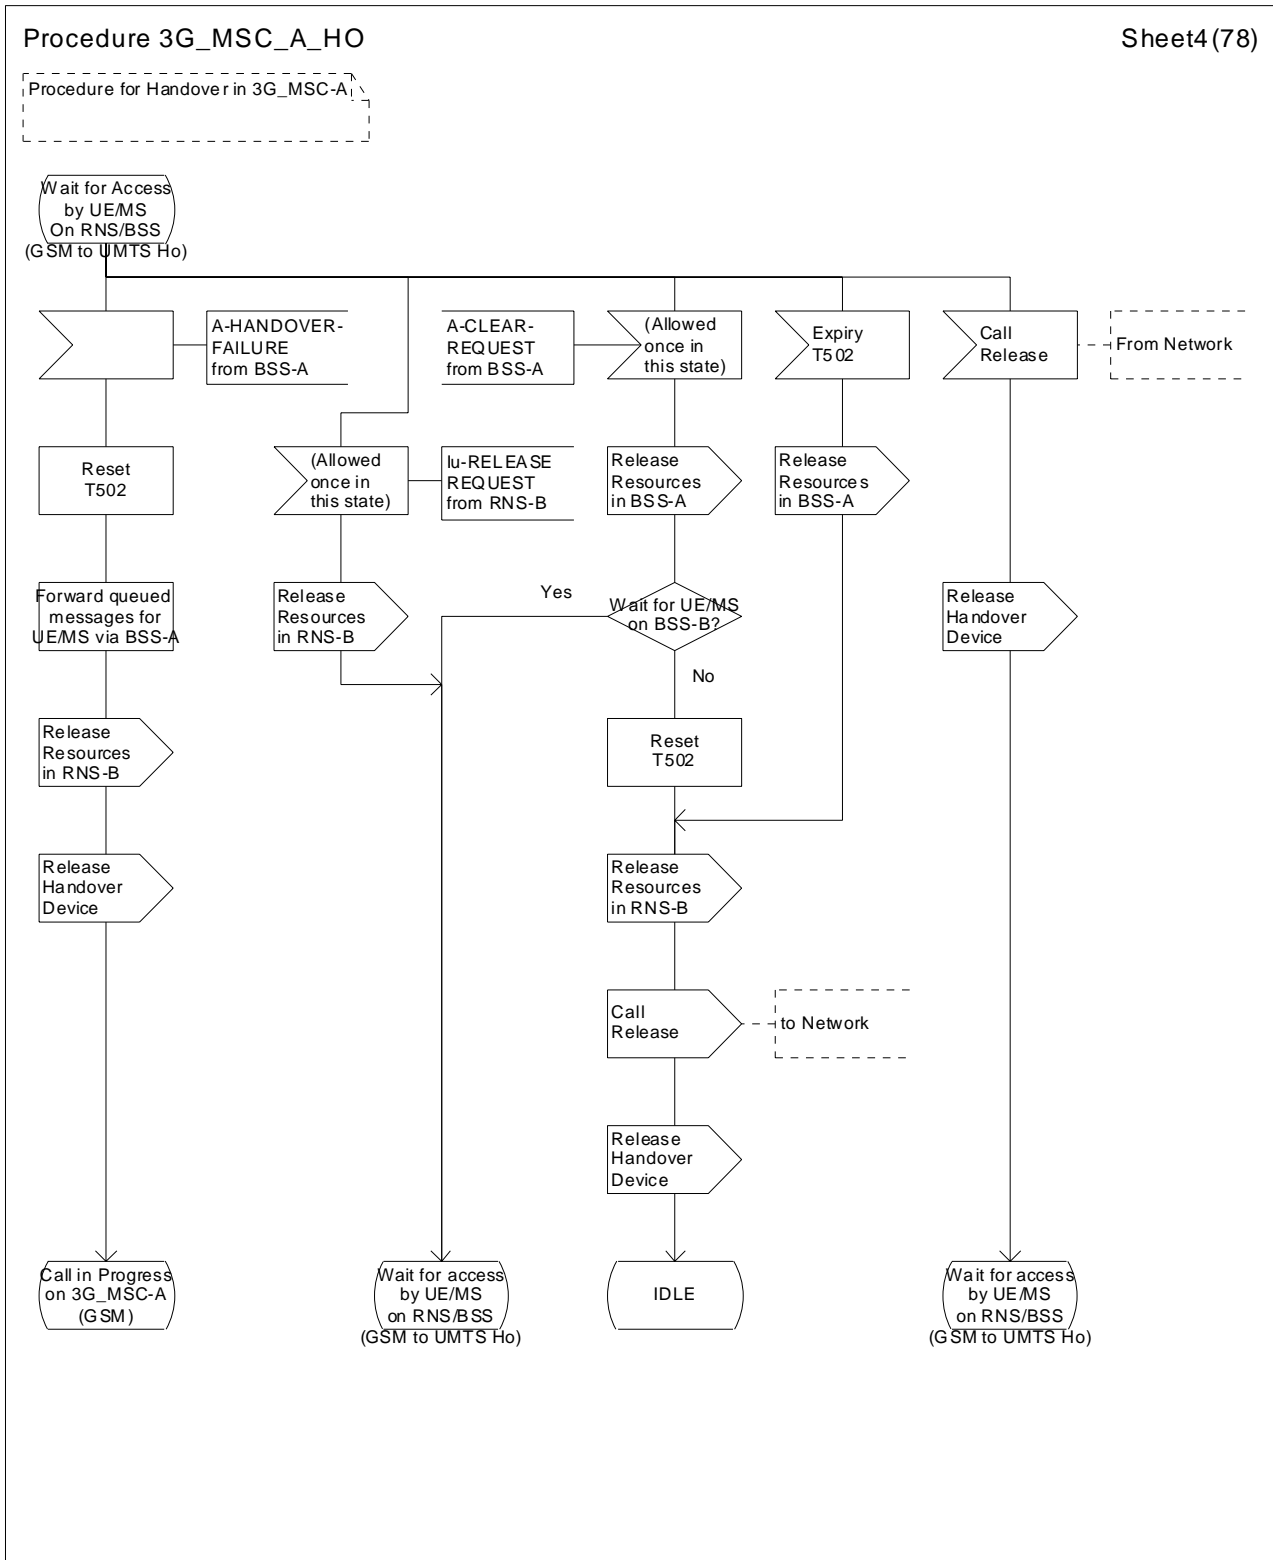 Procedure 3G_MSC_A_HO
Sheet4(78)
Procedure for Handover in 3G_MSC-A
Wait for Access
by UE/MS
On RNS/BSS
(GSM to UMTS Ho)
A-HANDOVER-
FAILURE
from BSS-A
A-CLEAR-
REQUEST
from BSS-A
(Allowed
once in
this state)
Expiry
T502
Call
Release
From Network
Reset
T502
(Allowed
once in
this state)
Iu-RELEASE
REQUEST
from RNS-B
Release
Resources
in BSS-A
Release
Resources
in BSS-A
Forward queued
messages for
UE/MS via BSS-A
Release
Resources
in RNS-B
Yes
Wait for UE/MS
on BSS-B?
No
Release
Handover
Device
Release
Resources
in RNS-B
Reset
T502
Release
Handover
Device
Release
Resources
in RNS-B
Call
Release
to Network
Release
Handover
Device
Call in Progress
on 3G_MSC-A
(GSM)
Wait for access
by UE/MS
on RNS/BSS
(GSM to UMTS Ho)
IDLE
Wait for access
by UE/MS
on RNS/BSS
(GSM to UMTS Ho)